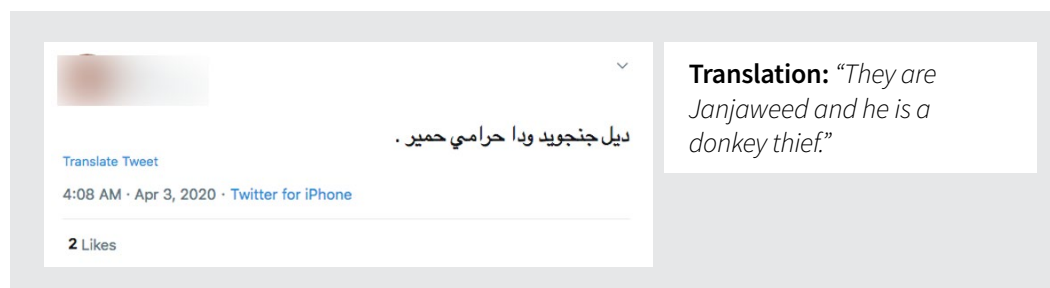 ديل جنجويد ودا حرامي حمير .
Translate Tweet
4:08 AM · Apr 3, 2020 · Twitter for iPhone
2 Likes
Translation: “They are
Janjaweed and he is a
donkey thief.”